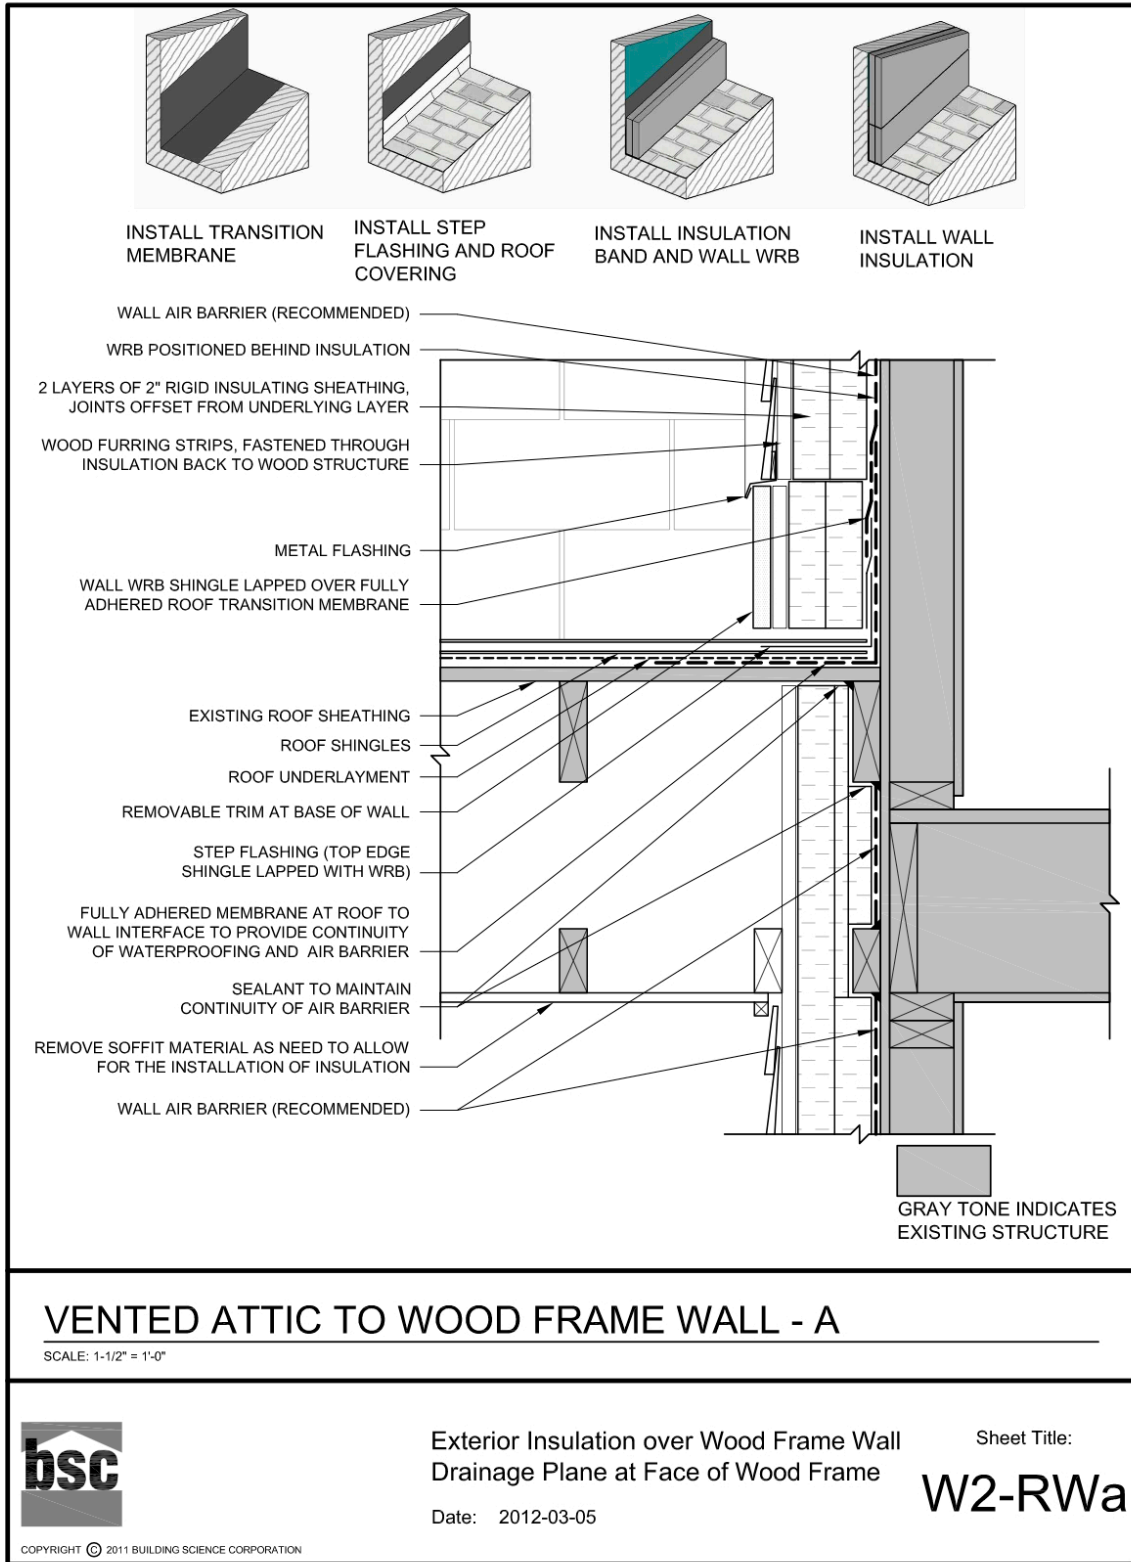 INSTALL TRANSITION
MEMBRANE
INSTALL STEP
FLASHING AND ROOF
COVERING
INSTALL INSULATION
BAND AND WALL WRB
INSTALL WALL
INSULATION
WALL AIR BARRIER (RECOMMENDED)
WRB POSITIONED BEHIND INSULATION
2 LAYERS OF 2" RIGID INSULATING SHEATHING,
JOINTS OFFSET FROM UNDERLYING LAYER
WOOD FURRING STRIPS, FASTENED THROUGH
INSULATION BACK TO WOOD STRUCTURE
METAL FLASHING
WALL WRB SHINGLE LAPPED OVER FULLY
ADHERED ROOF TRANSITION MEMBRANE
EXISTING ROOF SHEATHING
ROOF SHINGLES
ROOF UNDERLAYMENT
REMOVABLE TRIM AT BASE OF WALL
STEP FLASHING (TOP EDGE
SHINGLE LAPPED WITH WRB)
FULLY ADHERED MEMBRANE AT ROOF TO
WALL INTERFACE TO PROVIDE CONTINUITY
OF WATERPROOFING AND AIR BARRIER
SEALANT TO MAINTAIN
CONTINUITY OF AIR BARRIER
REMOVE SOFFIT MATERIAL AS NEED TO ALLOW
FOR THE INSTALLATION OF INSULATION
WALL AIR BARRIER (RECOMMENDED)
GRAY TONE INDICATES
EXISTING STRUCTURE
VENTED ATTIC TO WOOD FRAME WALL - A
SCALE: 1-1/2" = 1'-0"
bsc
COPYRIGHT © 2011 BUILDING SCIENCE CORPORATION
Exterior Insulation over Wood Frame Wall
Drainage Plane at Face of Wood Frame
Date: 2012-03-05
Sheet Title:
W2-RWa